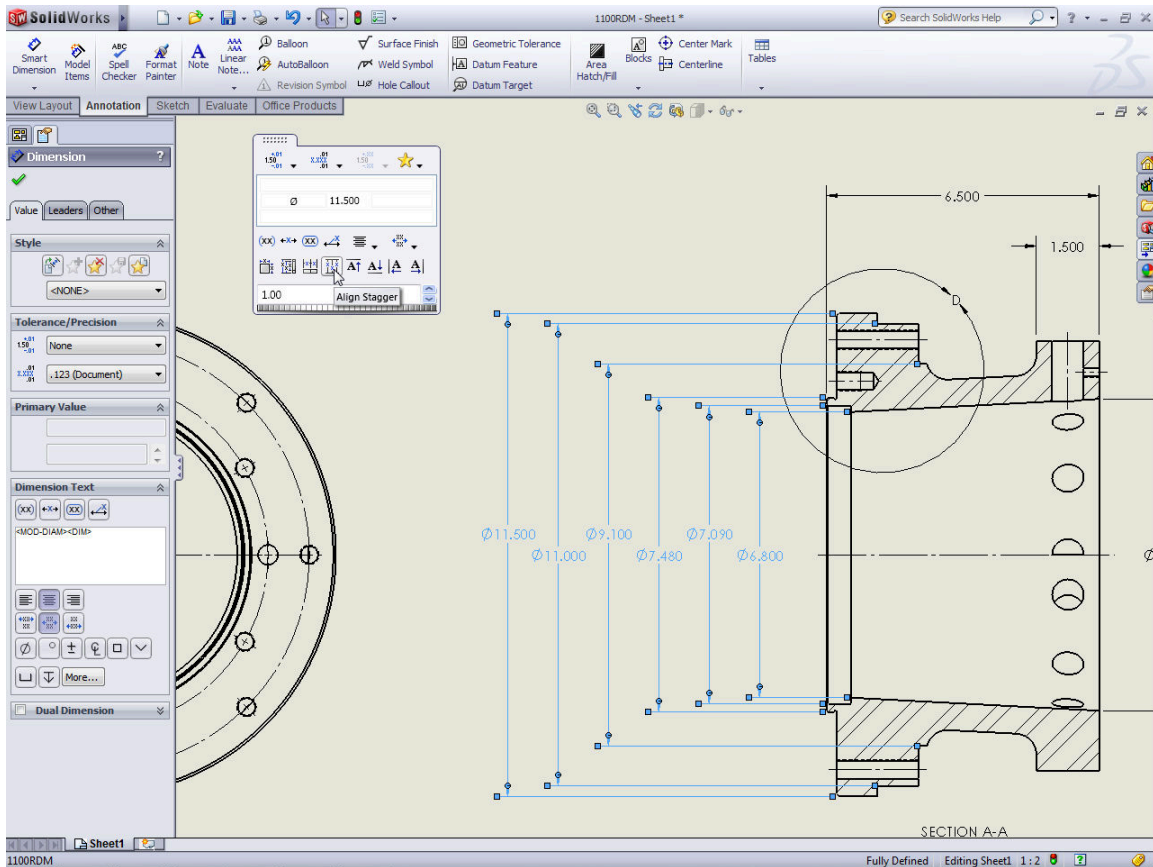 SolidWorks
1100RDM - Sheet1 *
Search SolidWorks Help
?
Smart Dimension
Model Items
ABC
Spell Checker
Format Painter
A
Note
AAA
AAA
Linear Note...
Balloon
AutoBalloon
Revision Symbol
Surface Finish
Weld Symbol
Hole Callout
Geometric Tolerance
Datum Feature
Datum Target
Area Hatch/Fill
Blocks
Center Mark
Centerline
Tables
View Layout Annotation Sketch Evaluate Office Products
Dimension ?
Value Leaders Other
Style
<NONE>
Tolerance/Precision
None
.123 (Document)
Primary Value
Dimension Text
(xx)
<MOD-DIAM><DIM>
More...
Dual Dimension
Ø 11.500
1.00
Align Stagger
6.500
1.500
D
Ø11.500
Ø11.000
Ø9.100
Ø7.480
Ø7.090
Ø6.800
Ø
SECTION A-A
Sheet1
1100RDM
Fully Defined Editing Sheet1 1 : 2